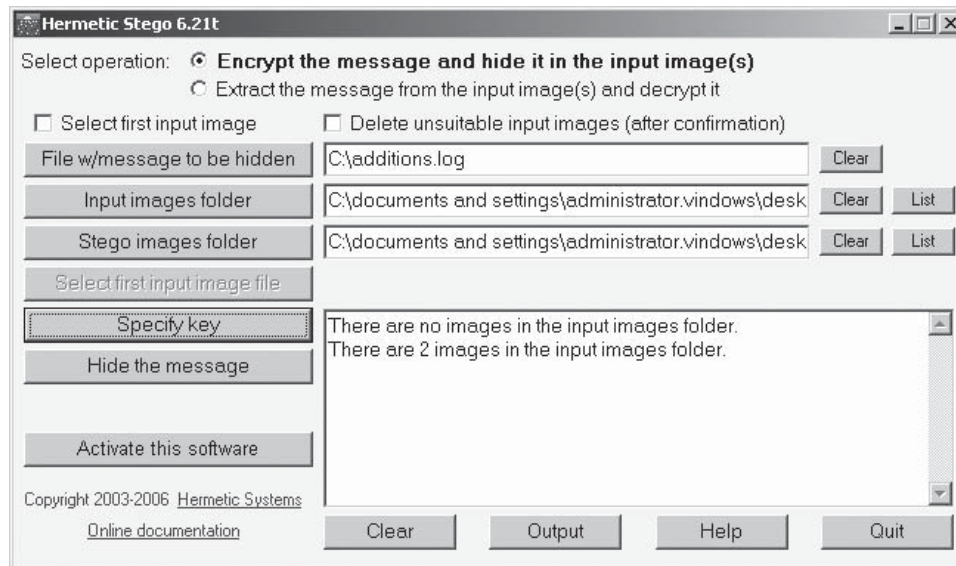 Hermetic Stego 6.21t
Select operation: Encrypt the message and hide it in the input image(s)
Extract the message from the input image(s) and decrypt it
Select first input image Delete unsuitable input images (after confirmation)
File w/message to be hidden C:\additions.log Clear
Input images folder C:\documents and settings\administrator.vindows\desk Clear List
Stego images folder C:\documents and settings\administrator.vindows\desk Clear List
Select first input image file
Specify key
There are no images in the input images folder.
There are 2 images in the input images folder.
Hide the message
Activate this software
Copyright 2003-2006 Hermetic Systems
Online documentation
Clear Output Help Quit